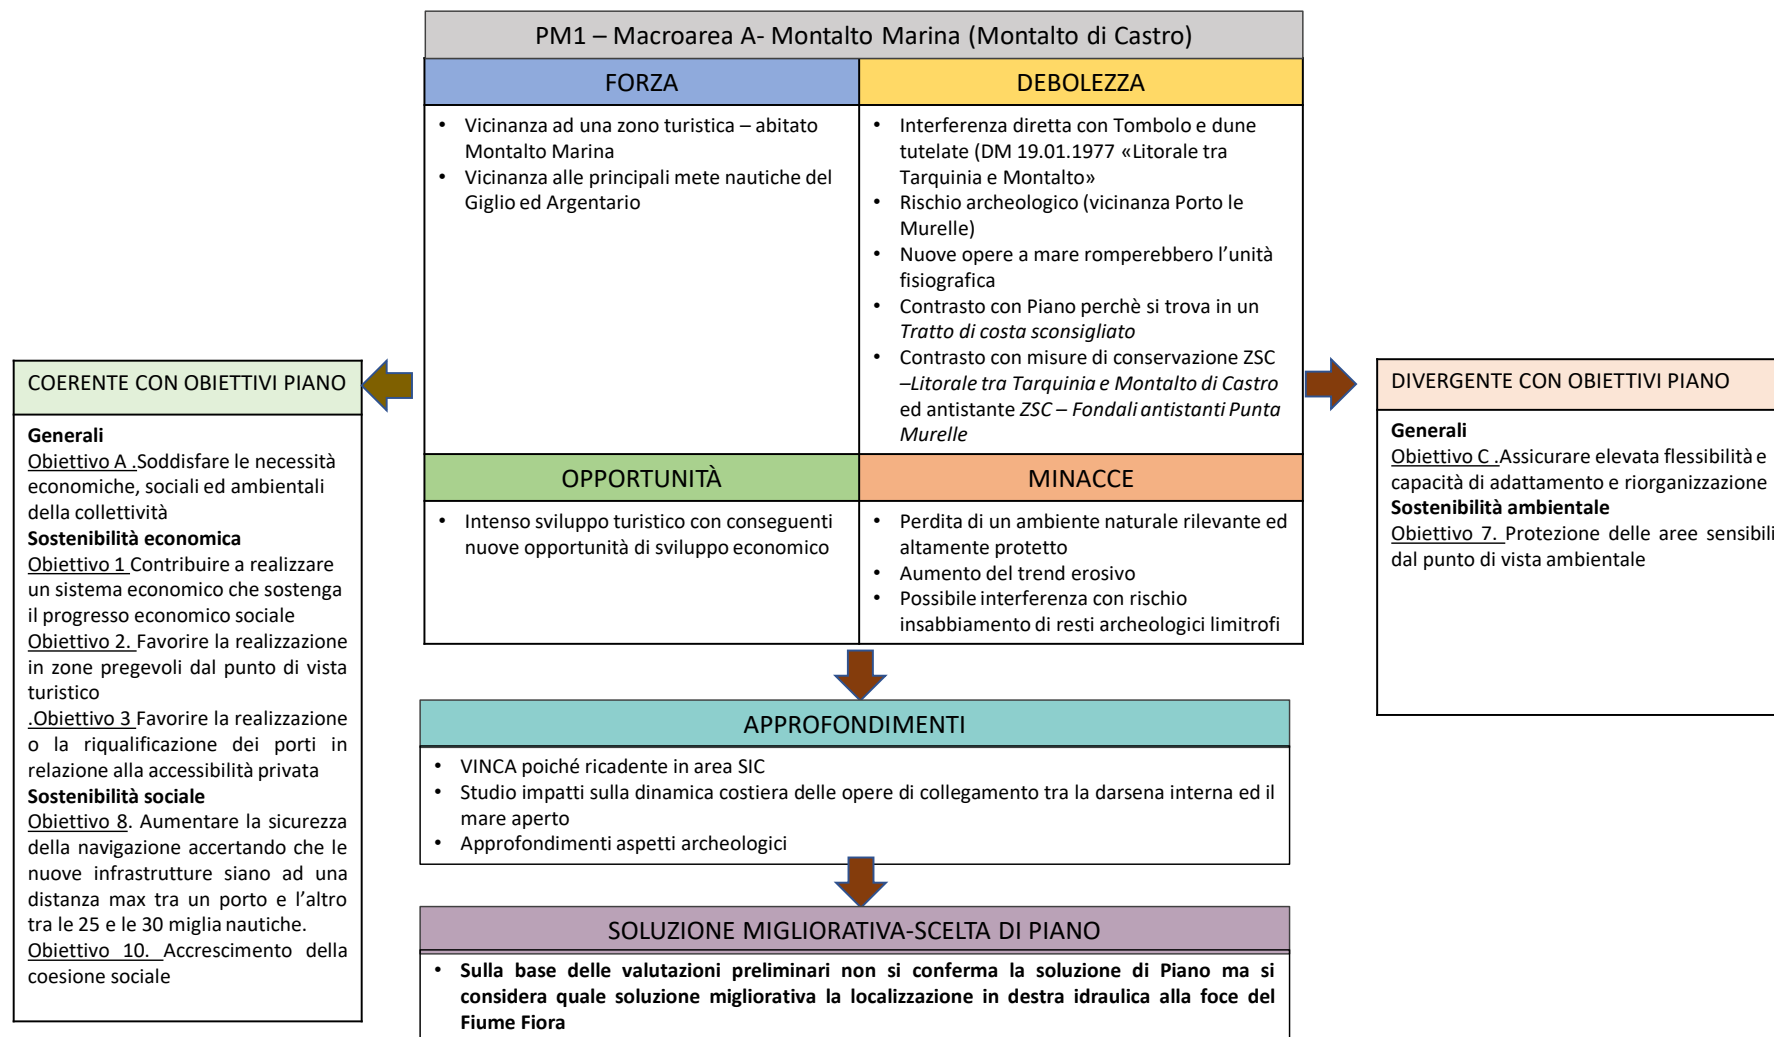 PM1 – Macroarea A- Montalto Marina (Montalto di Castro)
FORZA
• Vicinanza ad una zono turistica – abitato
Montalto Marina
• Vicinanza alle principali mete nautiche del
Giglio ed Argentario
DEBOLEZZA
• Interferenza diretta con Tombolo e dune
tutelate (DM 19.01.1977 «Litorale tra
Tarquinia e Montalto»
• Rischio archeologico (vicinanza Porto le
Murelle)
• Nuove opere a mare romperebbero l’unità
fisiografica
• Contrasto con Piano perchè si trova in un
Tratto di costa sconsigliato
• Contrasto con misure di conservazione ZSC
–Litorale tra Tarquinia e Montalto di Castro
ed antistante ZSC – Fondali antistanti Punta
Murelle
OPPORTUNITÀ
• Intenso sviluppo turistico con conseguenti
nuove opportunità di sviluppo economico
MINACCE
• Perdita di un ambiente naturale rilevante ed
altamente protetto
• Aumento del trend erosivo
• Possibile interferenza con rischio
insabbiamento di resti archeologici limitrofi
COERENTE CON OBIETTIVI PIANO
Generali
Obiettivo A .Soddisfare le necessità
economiche, sociali ed ambientali
della collettività
Sostenibilità economica
Obiettivo 1 Contribuire a realizzare
un sistema economico che sostenga
il progresso economico sociale
Obiettivo 2. Favorire la realizzazione
in zone pregevoli dal punto di vista
turistico
.Obiettivo 3 Favorire la realizzazione
o la riqualificazione dei porti in
relazione alla accessibilità privata
Sostenibilità sociale
Obiettivo 8. Aumentare la sicurezza
della navigazione accertando che le
nuove infrastrutture siano ad una
distanza max tra un porto e l’altro
tra le 25 e le 30 miglia nautiche.
Obiettivo 10. Accrescimento della
coesione sociale
DIVERGENTE CON OBIETTIVI PIANO
Generali
Obiettivo C .Assicurare elevata flessibilità e
capacità di adattamento e riorganizzazione
Sostenibilità ambientale
Obiettivo 7. Protezione delle aree sensibili
dal punto di vista ambientale
APPROFONDIMENTI
• VINCA poiché ricadente in area SIC
• Studio impatti sulla dinamica costiera delle opere di collegamento tra la darsena interna ed il
mare aperto
• Approfondimenti aspetti archeologici
SOLUZIONE MIGLIORATIVA-SCELTA DI PIANO
• Sulla base delle valutazioni preliminari non si conferma la soluzione di Piano ma si
considera quale soluzione migliorativa la localizzazione in destra idraulica alla foce del
Fiume Fiora